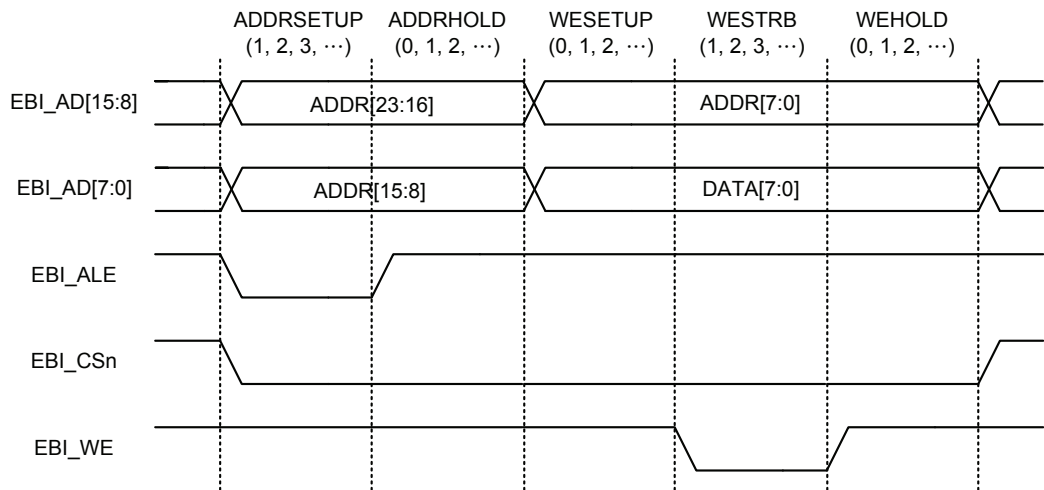 ADDRSETUP ADDRHOLD WESETUP WESTRB WEHOLD
(1, 2, 3, ⋯) (0, 1, 2, ⋯) (0, 1, 2, ⋯) (1, 2, 3, ⋯) (0, 1, 2, ⋯)
EBI_AD[15:8] ADDR[23:16] ADDR[7:0]
EBI_AD[7:0] ADDR[15:8] DATA[7:0]
EBI_ALE
EBI_CSn
EBI_WE